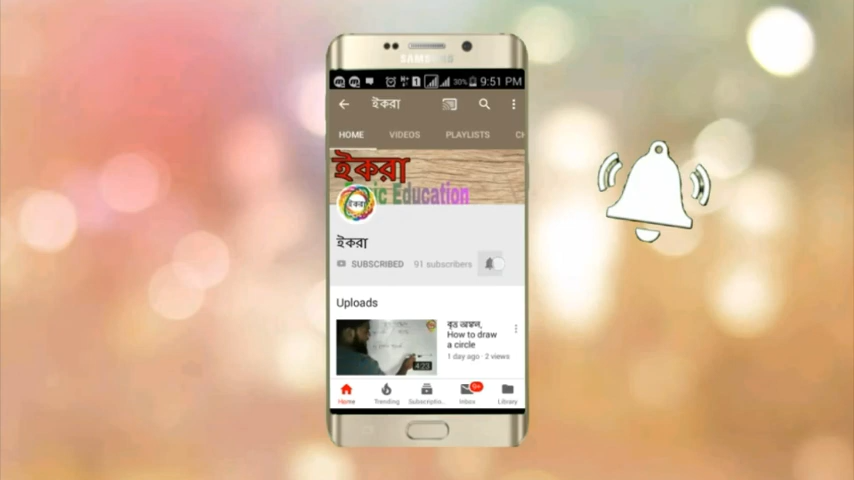 SAMSUNG
30% 9:51 PM
ইকরা
HOME VIDEOS PLAYLISTS
ইকরা
ic Education
ইকরা
ইকরা
SUBSCRIBED 91 subscribers
Uploads
বৃত্ত অঙ্কন,
How to draw
a circle
1 day ago · 2 views
4:23
Home Trending Subscriptio... Inbox Library